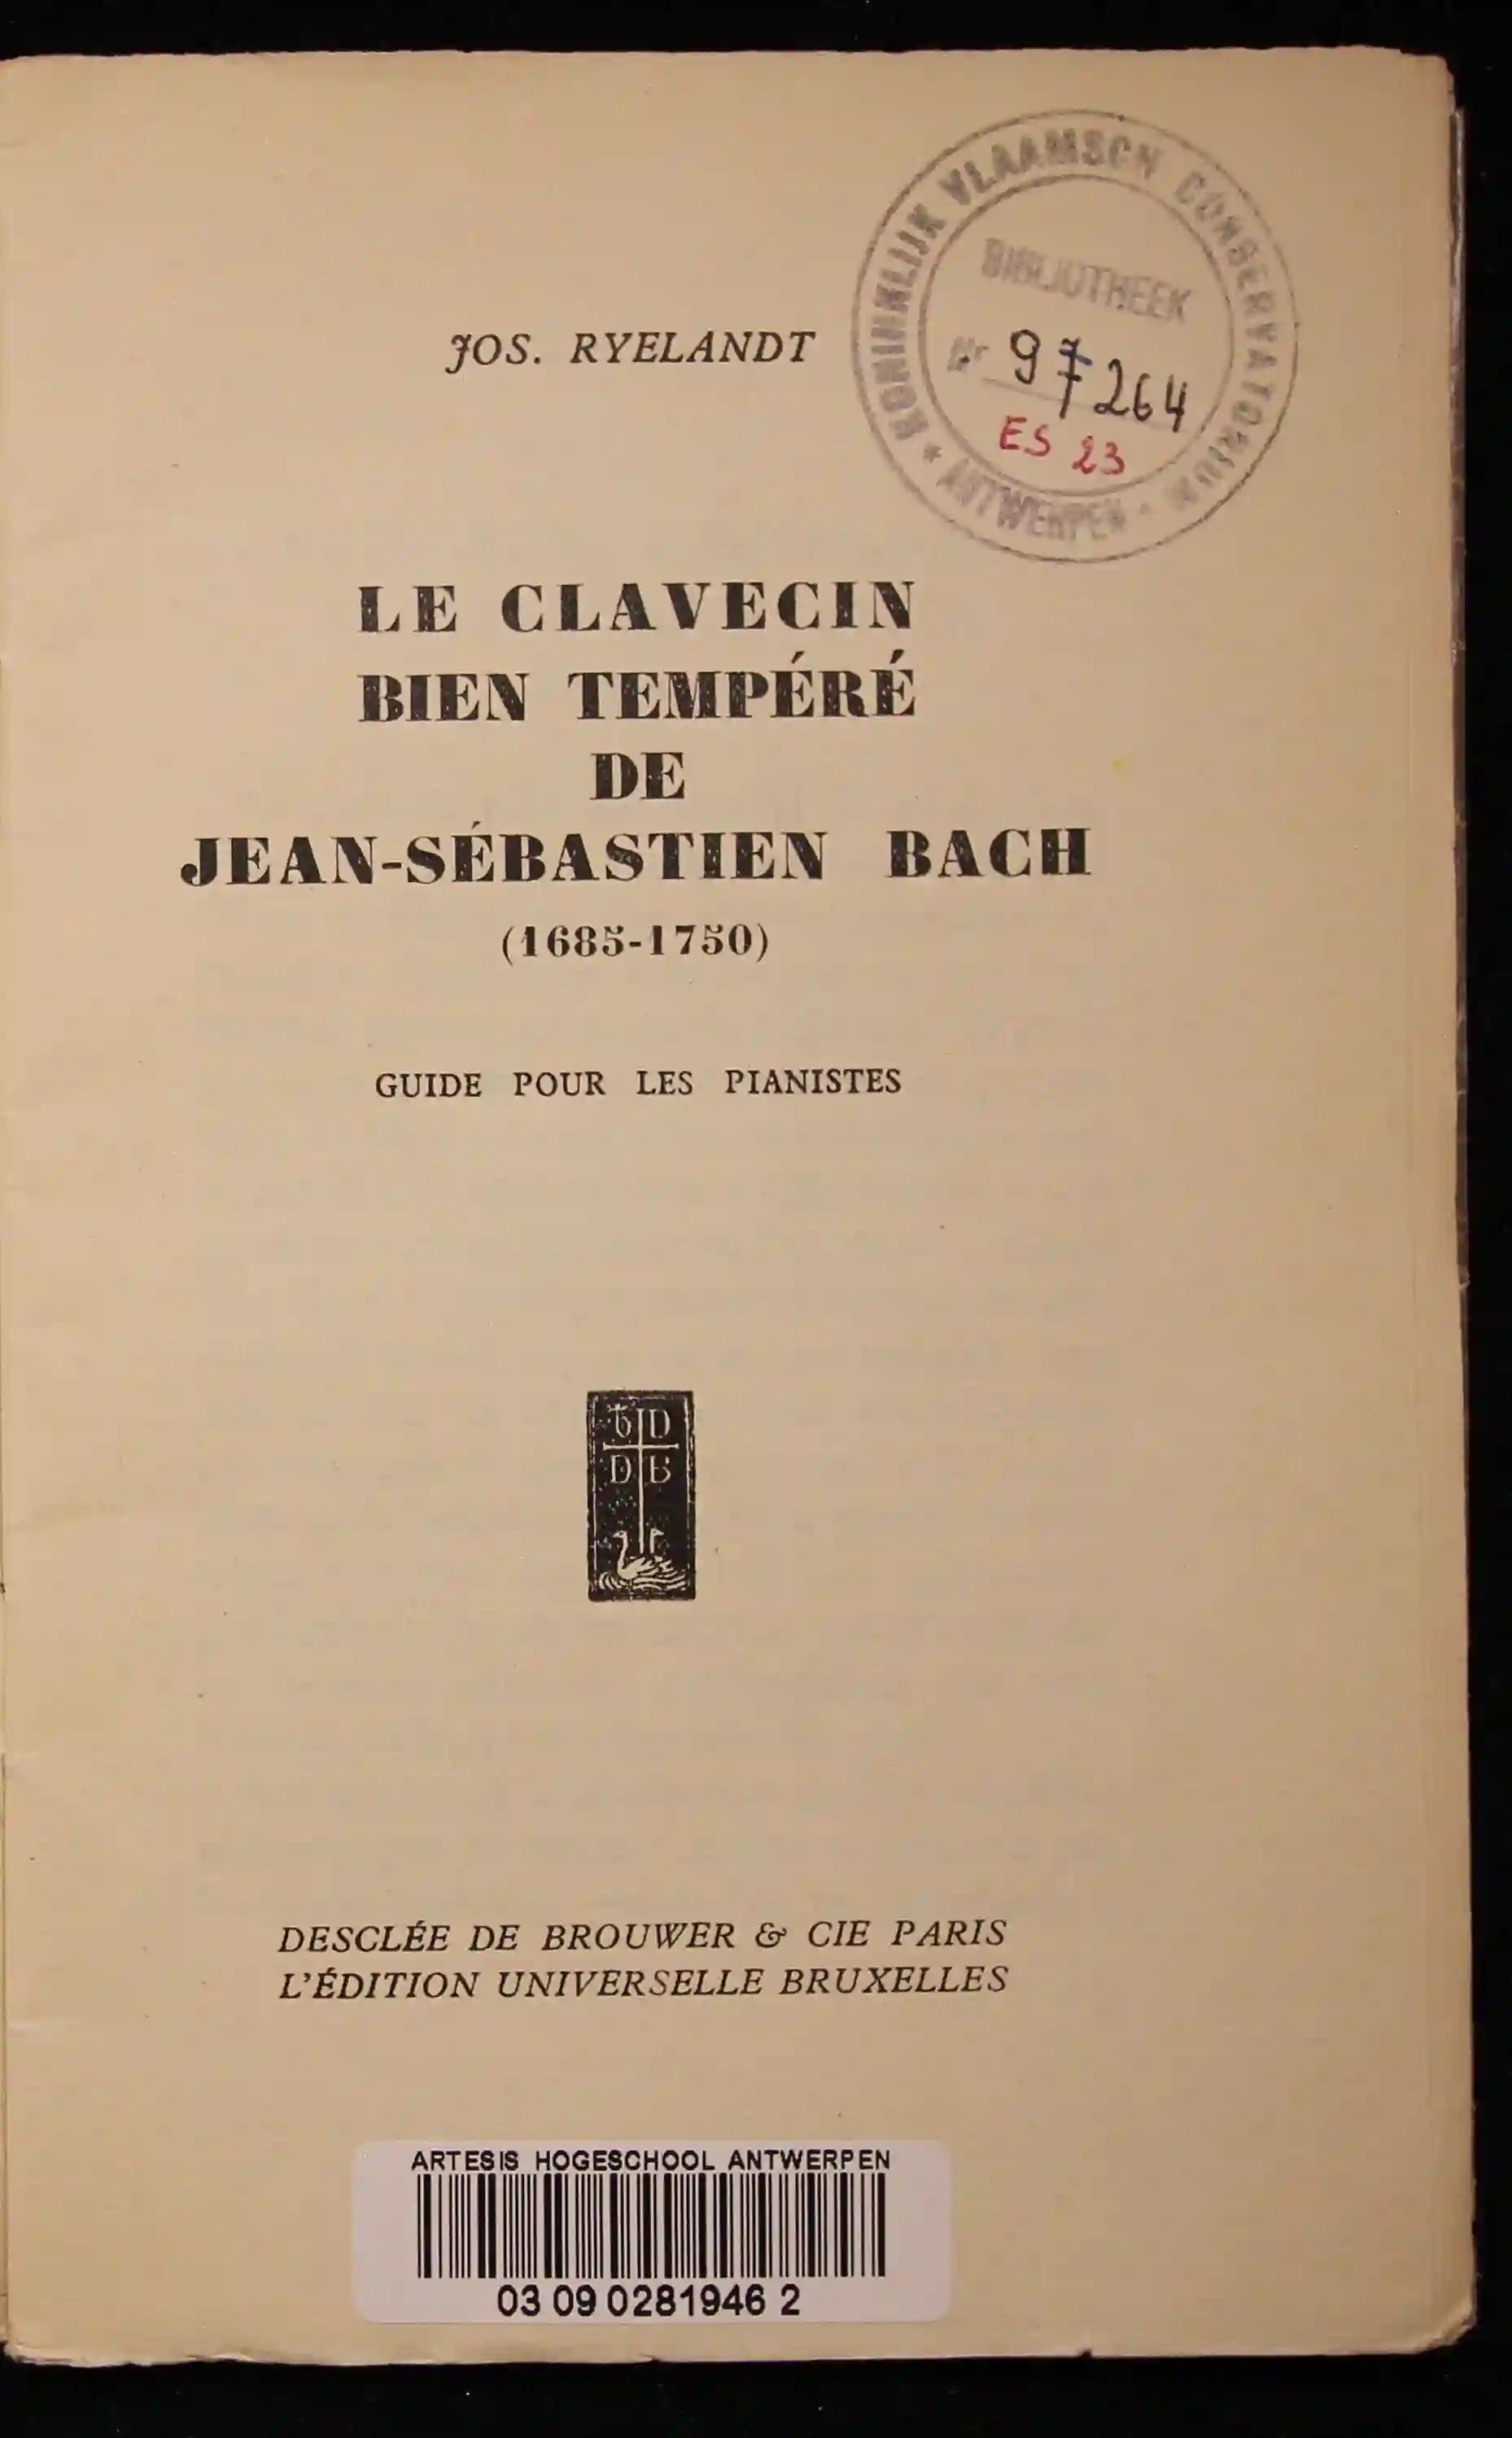 JOS. RYELANDT
KONINKLIJK VLAAMSCH CONSERVATORIUM
* ANTWERPEN -
BIBLIOTHEEK
Nr 97264
ES 23
LE CLAVECIN
BIEN TEMPÉRÉ
DE
JEAN-SÉBASTIEN BACH
(1685-1750)
GUIDE POUR LES PIANISTES
DESCLÉE DE BROUWER & CIE PARIS
L'ÉDITION UNIVERSELLE BRUXELLES
ARTESIS HOGESCHOOL ANTWERPEN
03 09 0281946 2